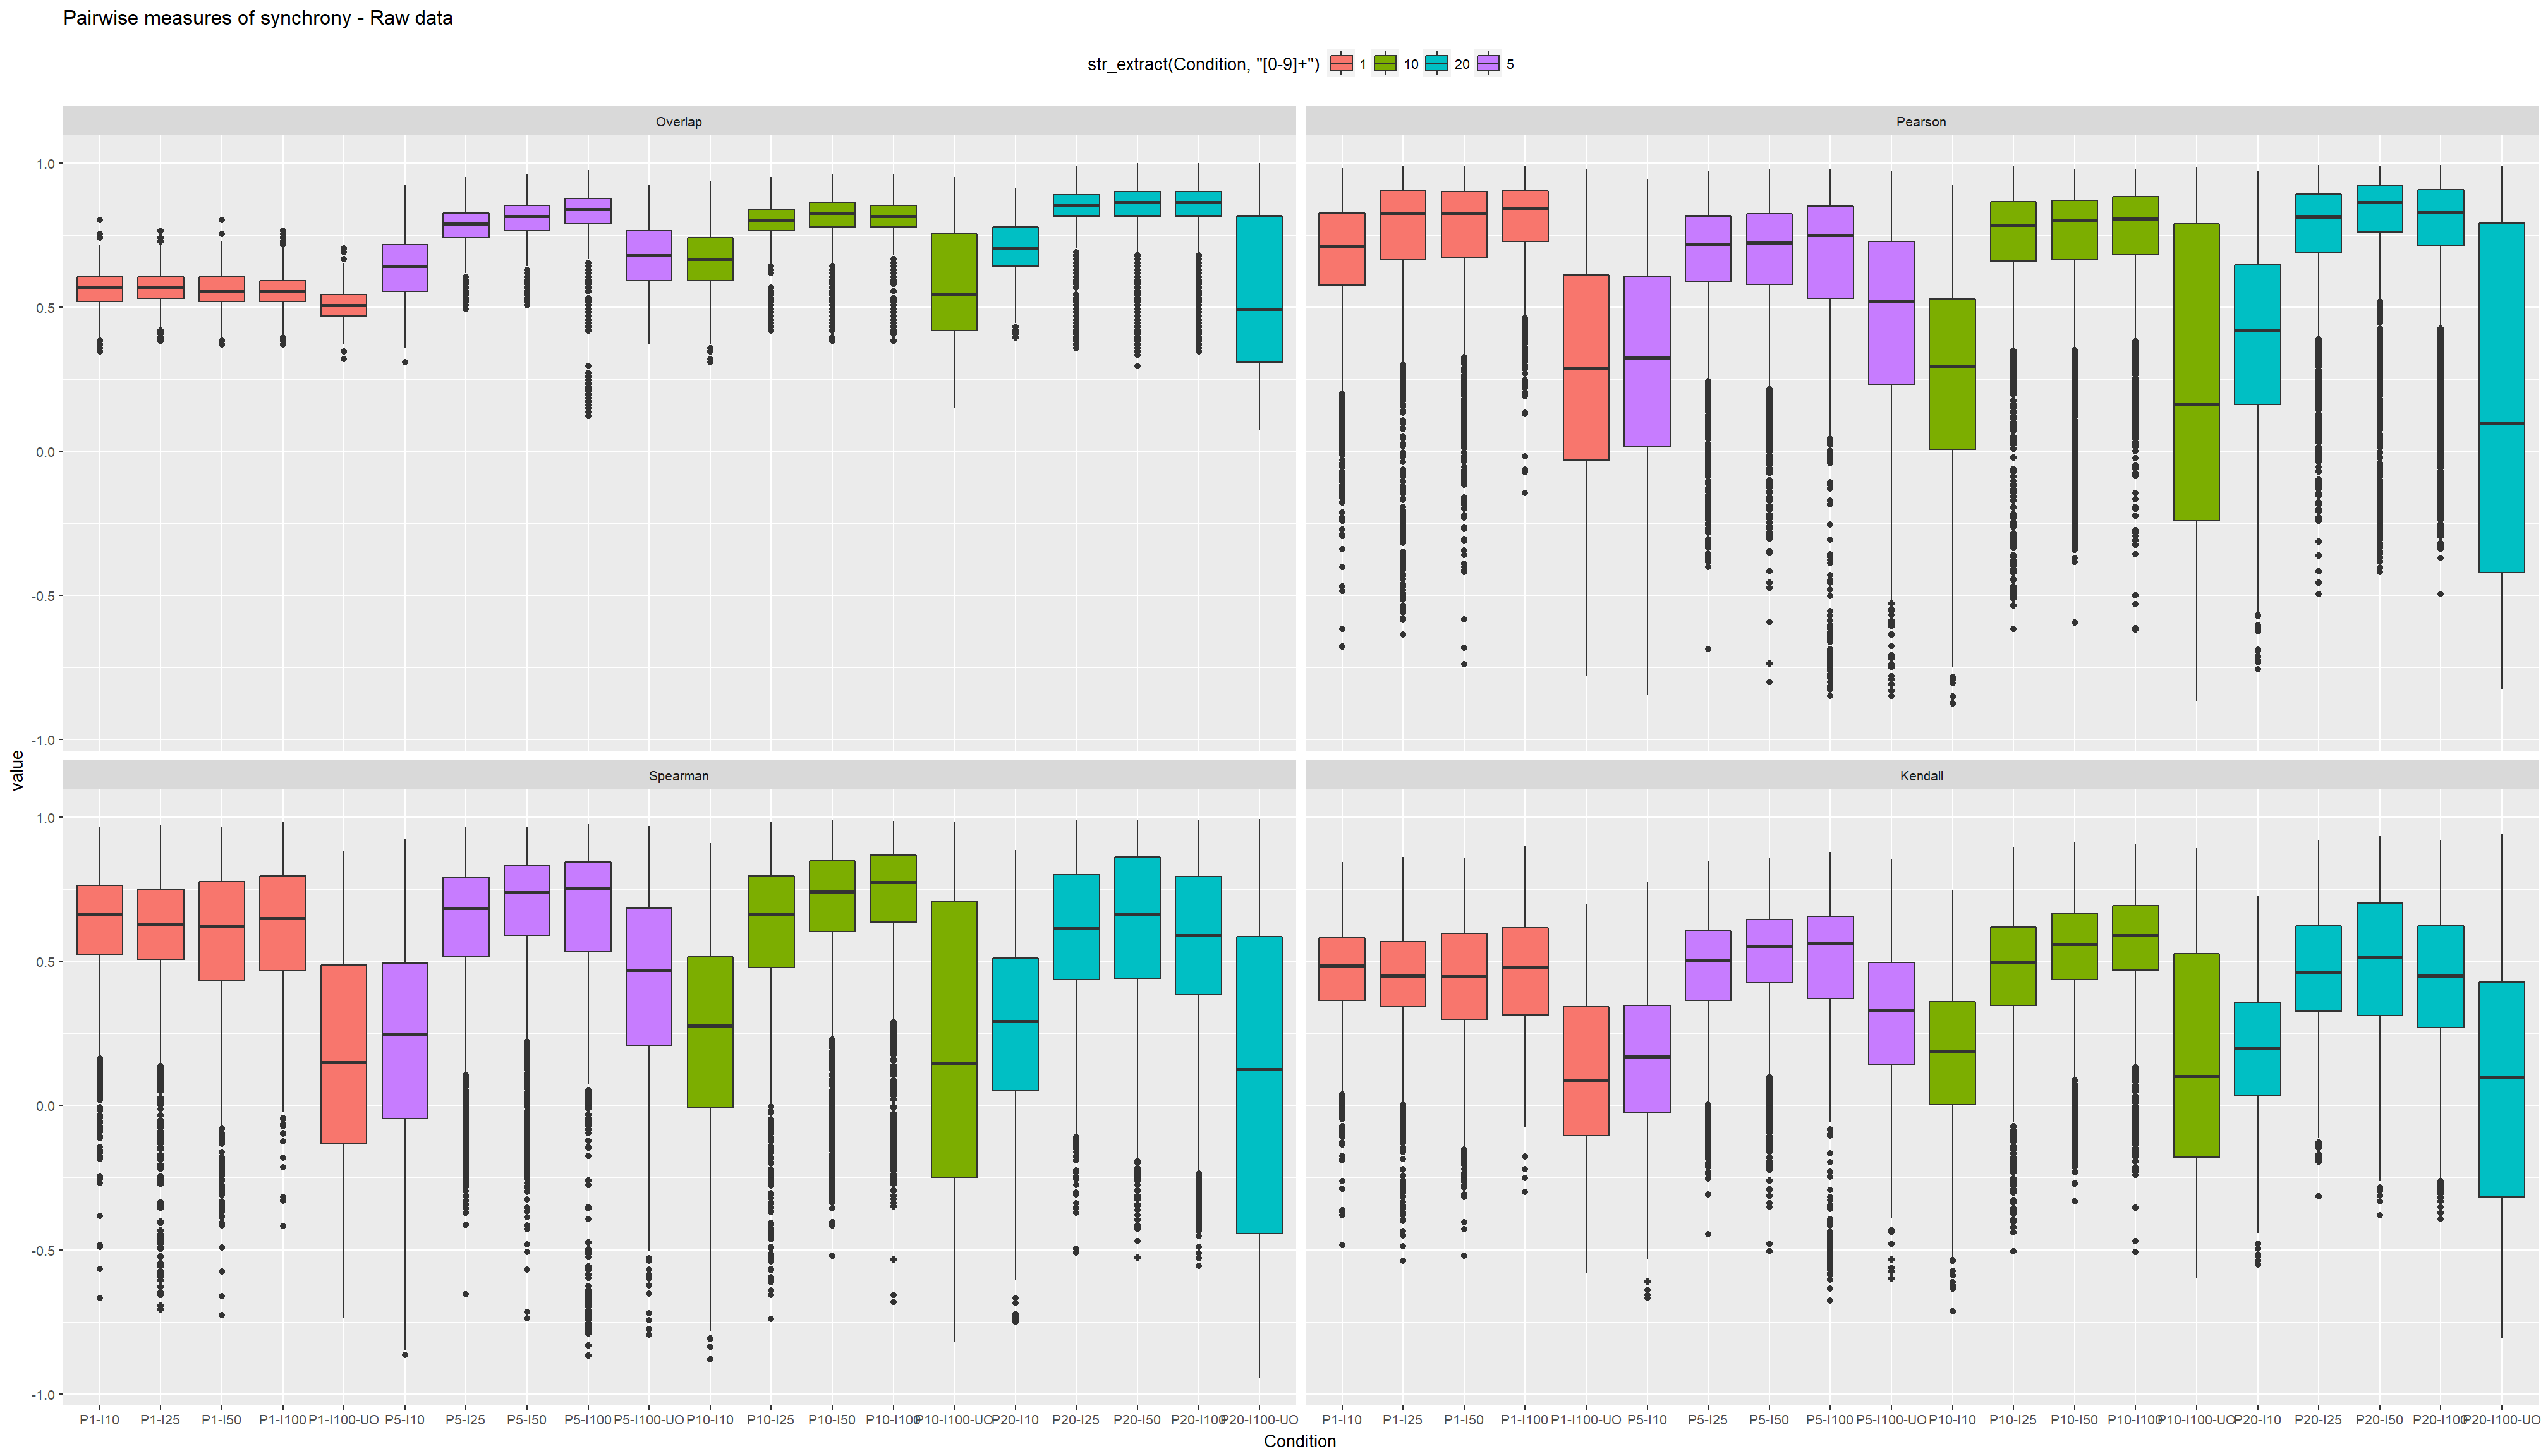 Pairwise measures of synchrony - Raw data
str_extract(Condition, "[0-9]+") 1 10 20 5
Overlap Pearson
1.0
0.5
0.0
-0.5
-1.0
value
Spearman Kendall
1.0
0.5
0.0
-0.5
-1.0
P1-I10 P1-I25 P1-I50 P1-I100 P1-I100-UO P5-I10 P5-I25 P5-I50 P5-I100 P5-I100-UO P10-I10 P10-I25 P10-I50 P10-I100 P10-I100-UO P20-I10 P20-I25 P20-I50 P20-I100 P20-I100-UO P1-I10 P1-I25 P1-I50 P1-I100 P1-I100-UO P5-I10 P5-I25 P5-I50 P5-I100 P5-I100-UO P10-I10 P10-I25 P10-I50 P10-I100 P10-I100-UO P20-I10 P20-I25 P20-I50 P20-I100 P20-I100-UO
Condition